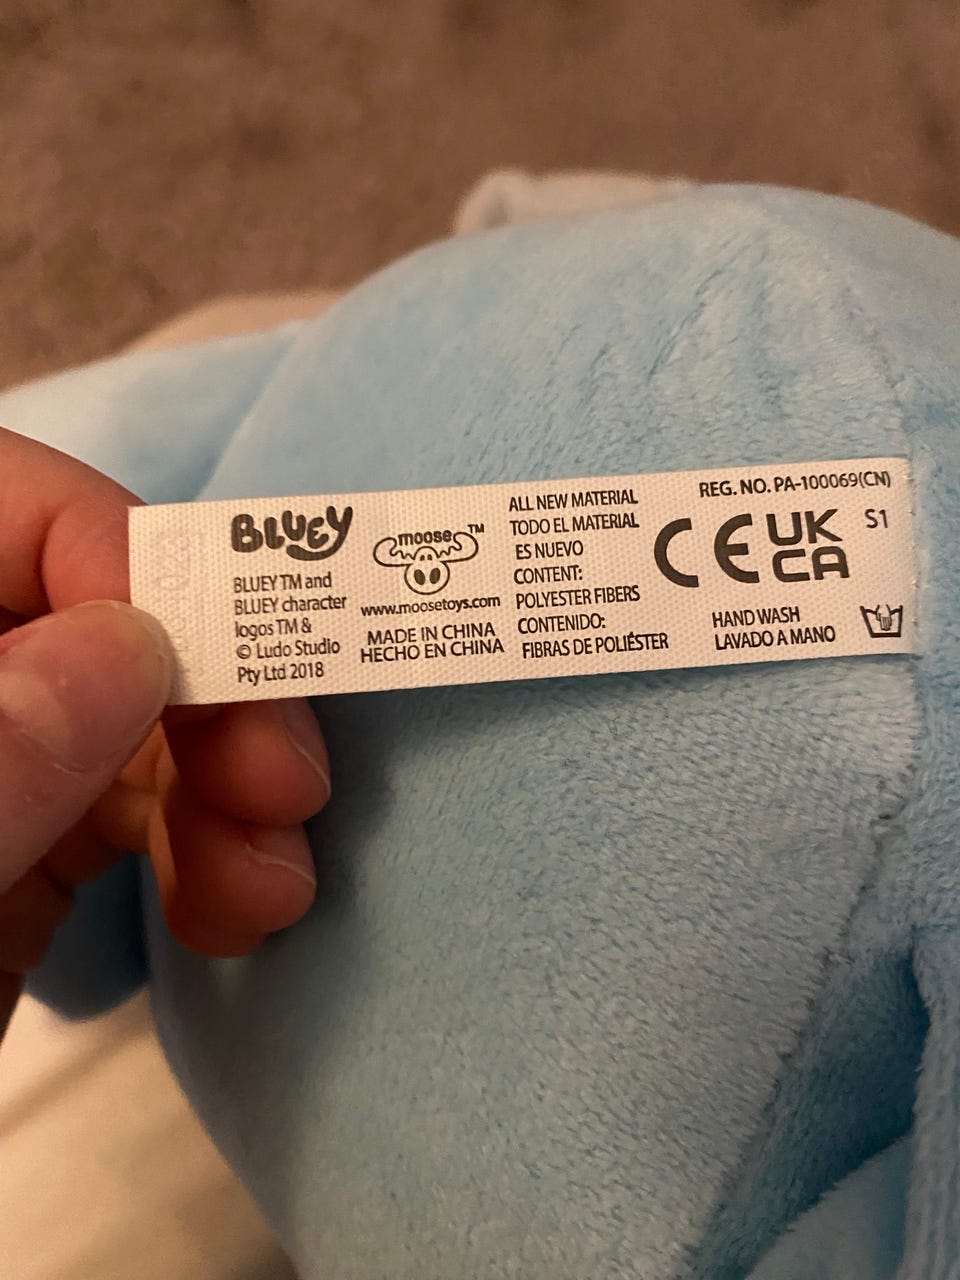 BLUEY
BLUEY TM and
BLUEY character
logos TM &
© Ludo Studio
Pty Ltd 2018
moose TM
www.moosetoys.com
MADE IN CHINA
HECHO EN CHINA
ALL NEW MATERIAL
TODO EL MATERIAL
ES NUEVO
CONTENT:
POLYESTER FIBERS
CONTENIDO:
FIBRAS DE POLIÉSTER
REG. NO. PA-100069(CN)
CE
UK
CA
S1
HAND WASH
LAVADO A MANO